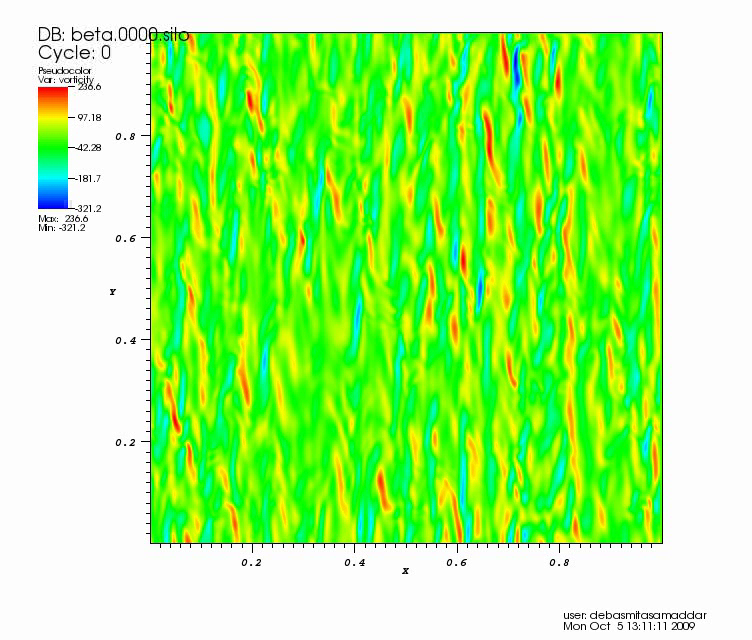 DB: beta.0000.silo
Cycle: 0
Pseudocolor
Var: vorticity
236.6
97.18
-42.28
-181.7
-321.2
Max: 236.6
Min: -321.2
0.8
0.6
Y
0.4
0.2
0.2 0.4 0.6 0.8
X
user: debasmitasamaddar
Mon Oct 5 13:11:11 2009